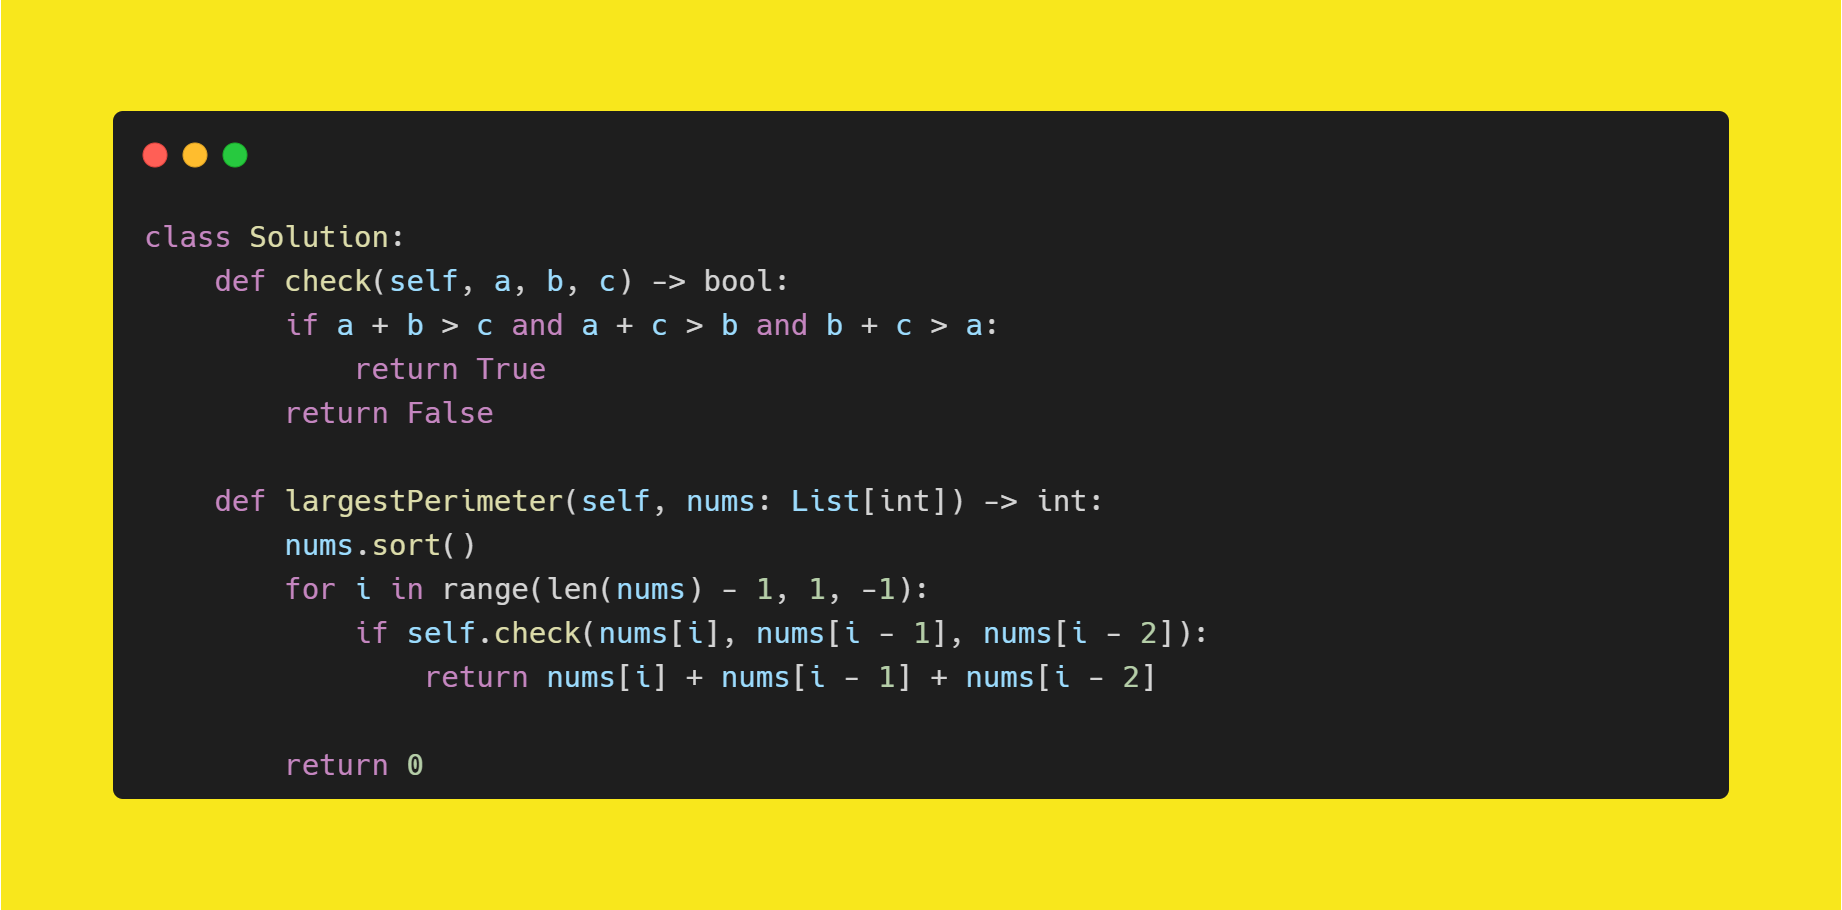 class Solution:
    def check(self, a, b, c) -> bool:
        if a + b > c and a + c > b and b + c > a:
            return True
        return False

    def largestPerimeter(self, nums: List[int]) -> int:
        nums.sort()
        for i in range(len(nums) - 1, 1, -1):
            if self.check(nums[i], nums[i - 1], nums[i - 2]):
                return nums[i] + nums[i - 1] + nums[i - 2]

        return 0